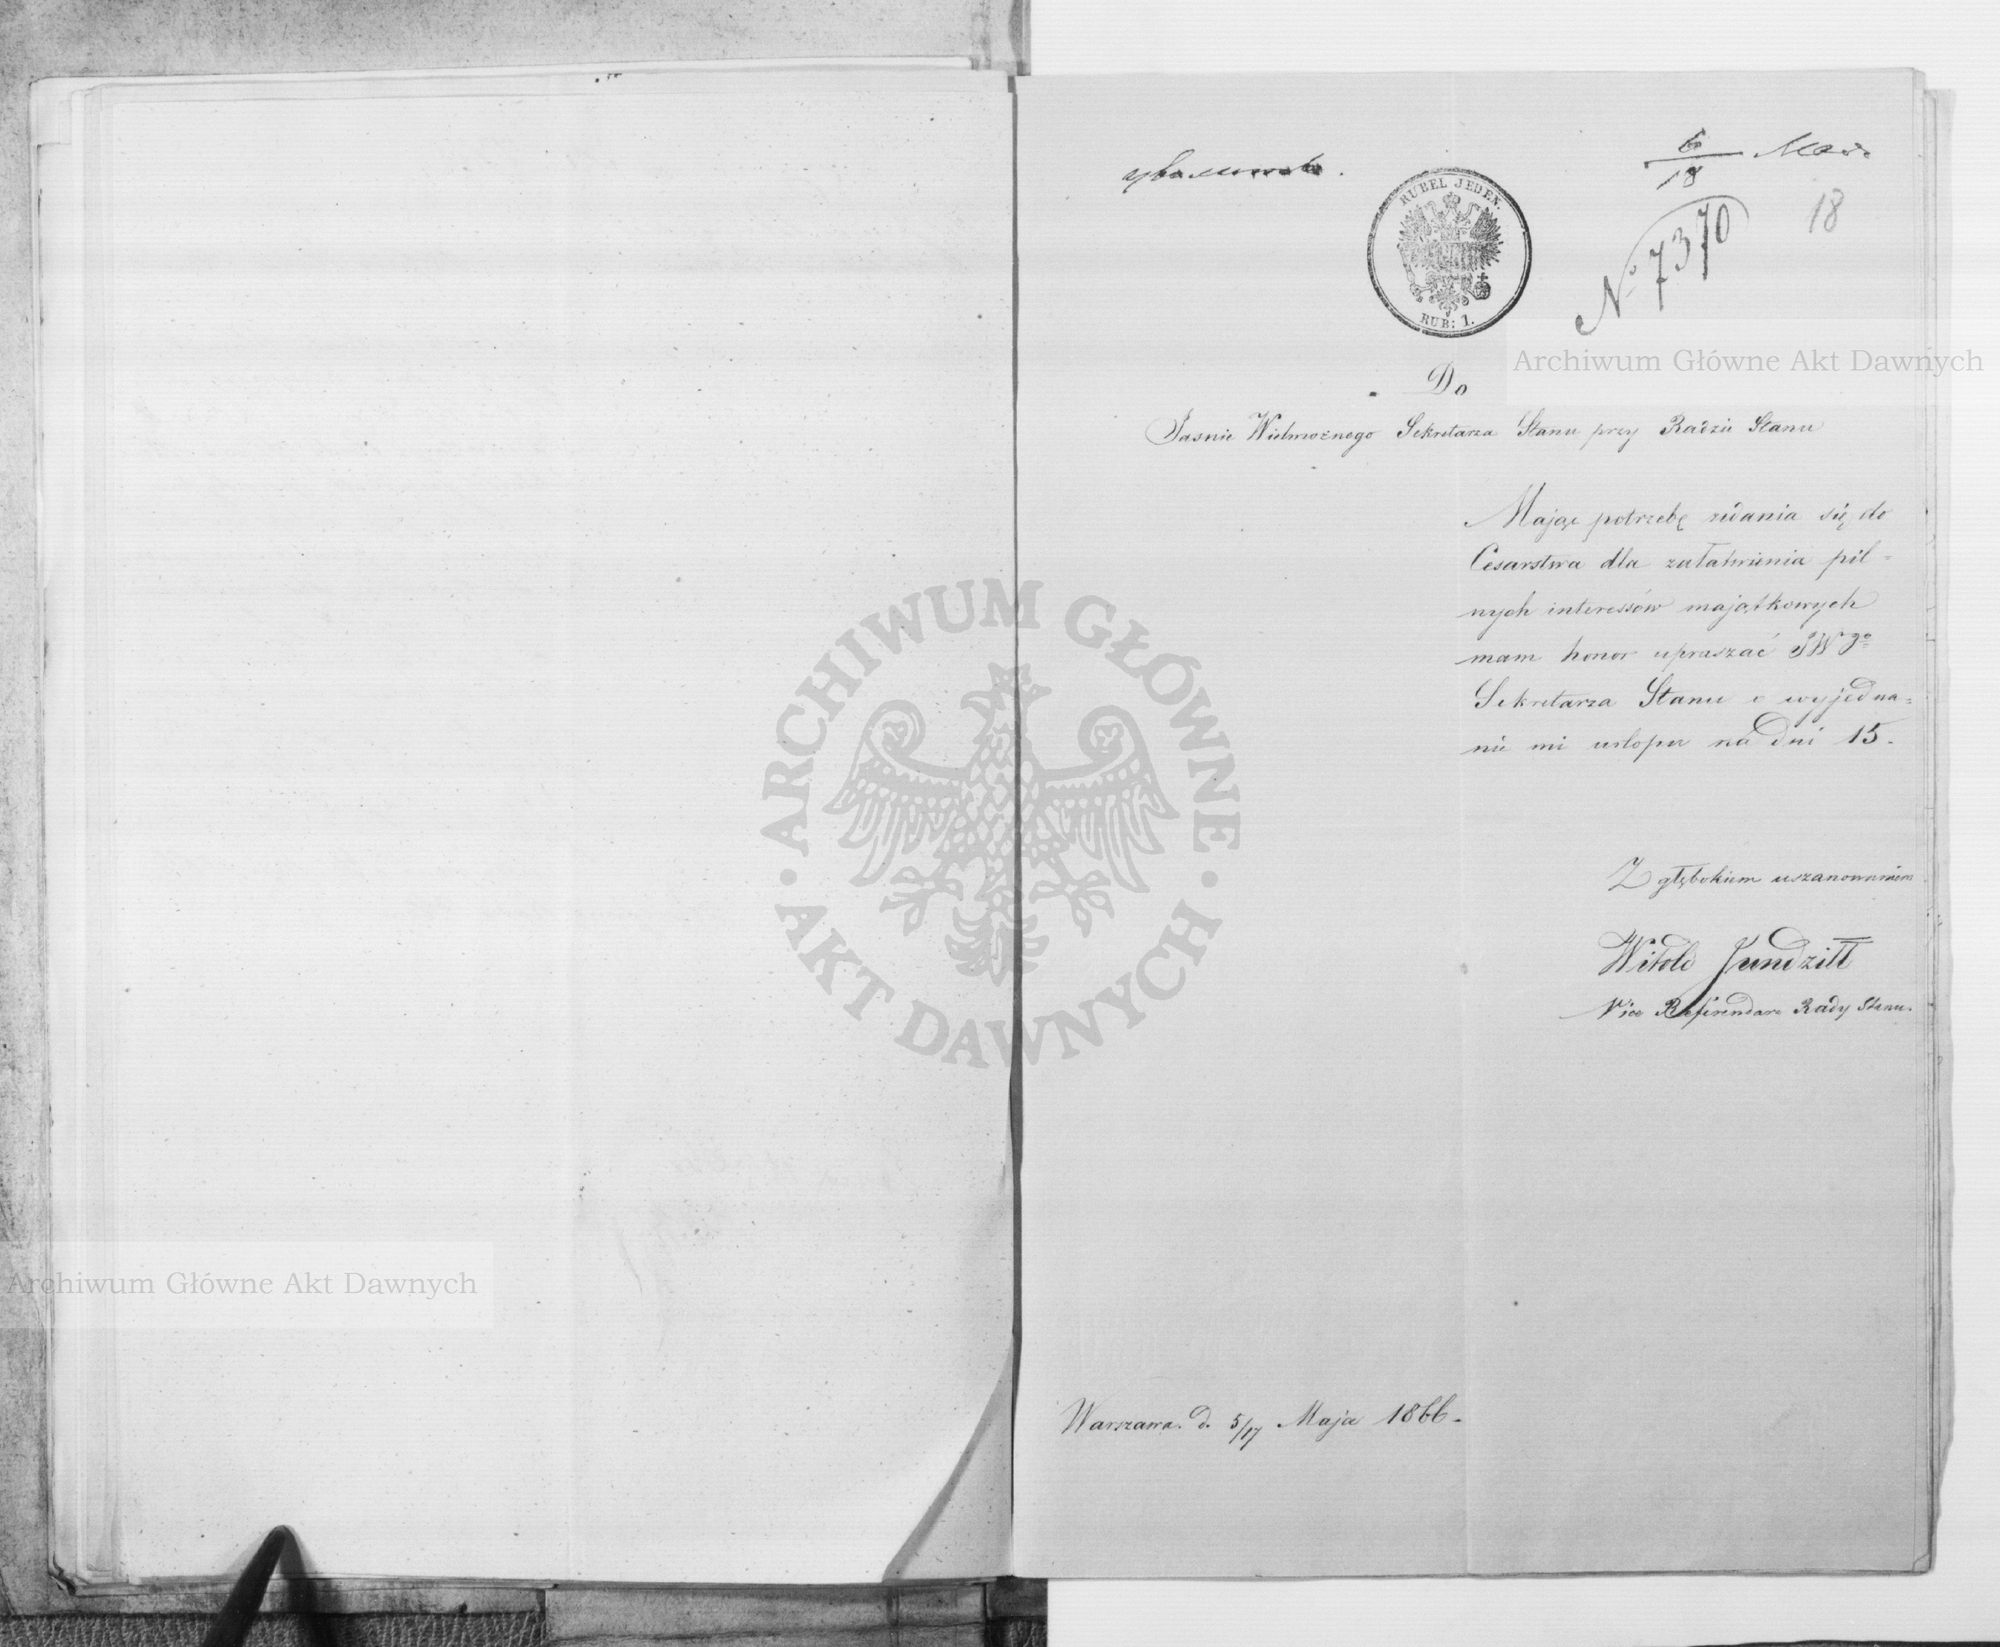 уволить.
6/18 Мая
18
RUBEL JEDEN.
RUB: 1.
N° 7370
Archiwum Główne Akt Dawnych
Do
Jaśnie Wielmożnego Sekretarza Stanu przy Radzie Stanu
Mając potrzebę udania się do
Cesarstwa dla załatwienia pil=
nych interessów majątkowych
mam honor upraszać JWgo
Sekretarza Stanu o wyjedna=
nie mi urlopu na dni 15.
Z głębokiem uszanowaniem
Witold Jundziłł
Vice Referendarz Rady Stanu.
Warszawa d. 5/17 Maja 1866.
ARCHIWUM GŁÓWNE
AKT DAWNYCH
Archiwum Główne Akt Dawnych